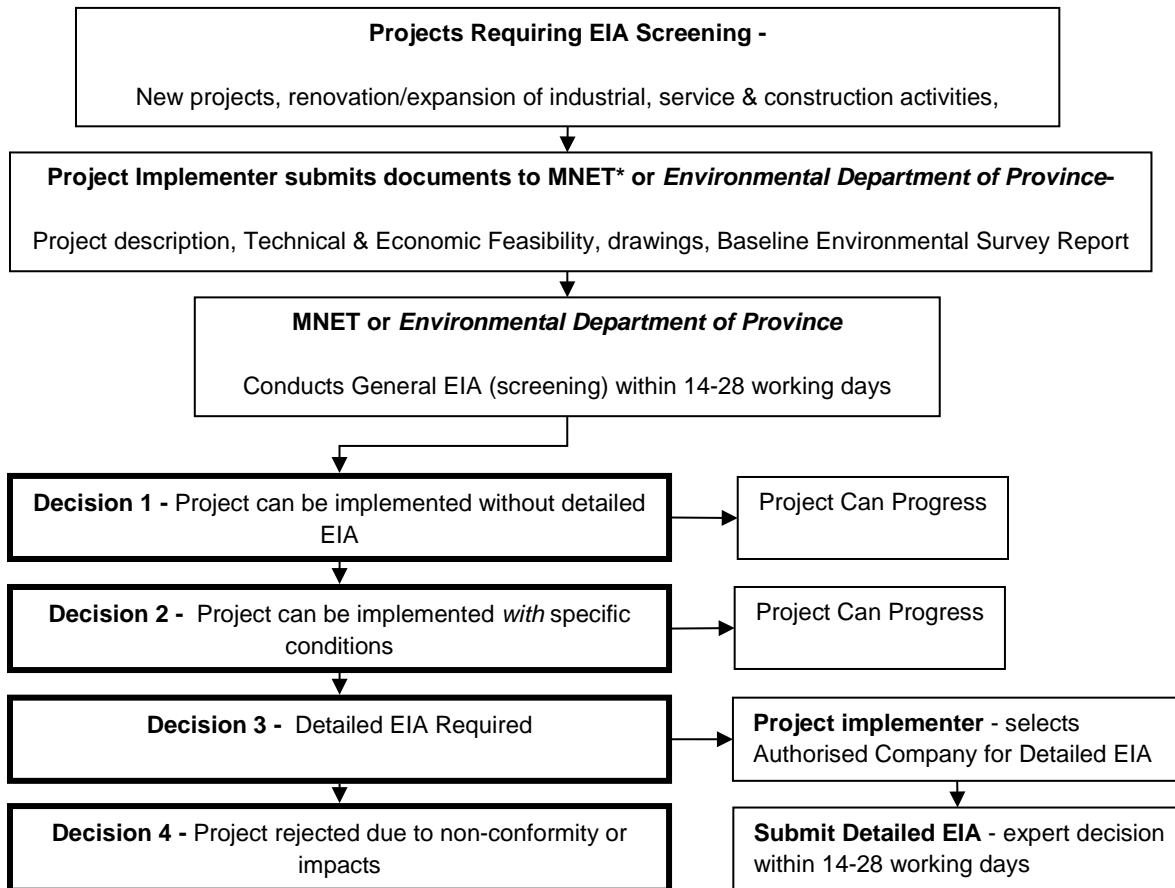 Projects Requiring EIA Screening -
New projects, renovation/expansion of industrial, service & construction activities,
Project Implementer submits documents to MNET* or Environmental Department of Province-
Project description, Technical & Economic Feasibility, drawings, Baseline Environmental Survey Report
MNET or Environmental Department of Province
Conducts General EIA (screening) within 14-28 working days
Decision 1 - Project can be implemented without detailed
EIA
Project Can Progress
Decision 2 - Project can be implemented with specific
conditions
Project Can Progress
Decision 3 - Detailed EIA Required
Project implementer - selects
Authorised Company for Detailed EIA
Decision 4 - Project rejected due to non-conformity or
impacts
Submit Detailed EIA - expert decision
within 14-28 working days